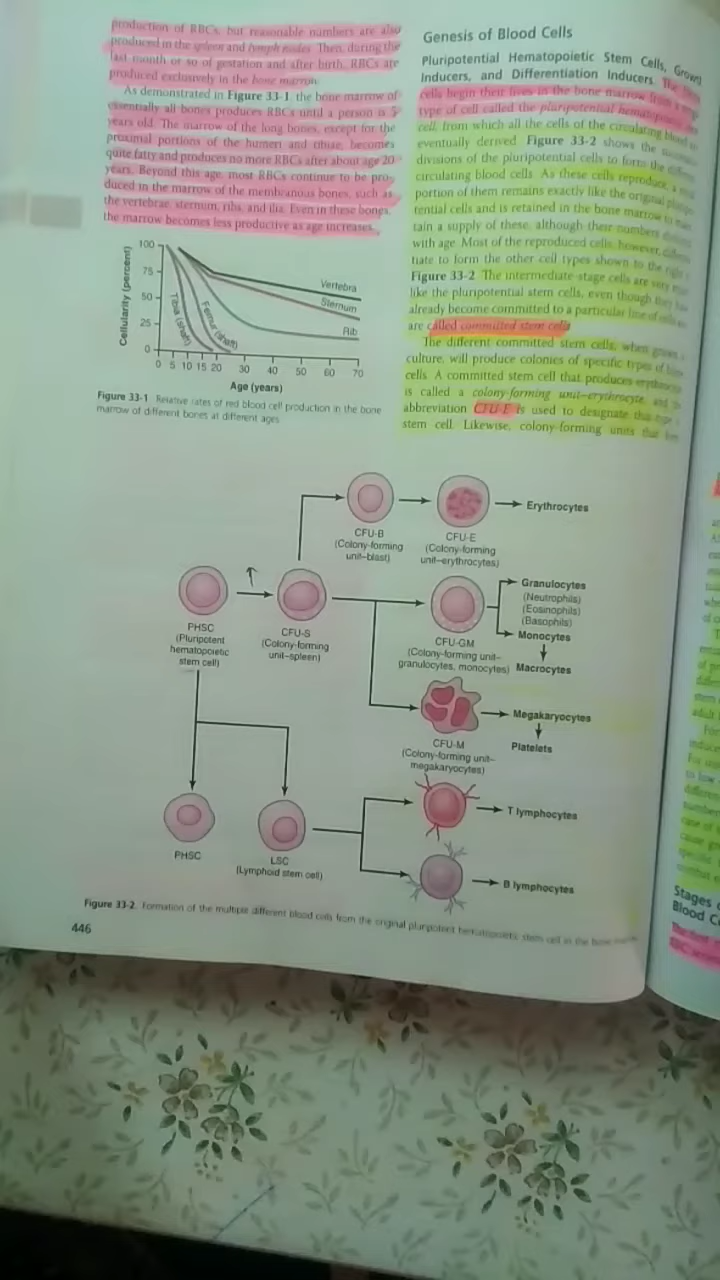 production of RBCs, but reasonable numbers are also
produced in the spleen and lymph nodes. Then, during the
last month or so of gestation and after birth, RBCs are
produced exclusively in the bone marrow.
As demonstrated in Figure 33-1 the bone marrow of
essentially all bones produces RBCs until a person is 5
years old. The marrow of the long bones, except for the
proximal portions of the humeri and tibiae, becomes
quite fatty and produces no more RBCs after about age 20
years. Beyond this age, most RBCs continue to be pro-
duced in the marrow of the membranous bones, such as
the vertebrae, sternum, ribs, and ilia. Even in these bones,
the marrow becomes less productive as age increases.
Cellularity (percent)
100
75
50
25
0
Vertebra
Sternum
Rib
Tibia (shaft)
Femur (shaft)
0 5 10 15 20 30 40 50 60 70
Age (years)
Figure 33-1 Relative rates of red blood cell production in the bone
marrow of different bones at different ages
Genesis of Blood Cells
Pluripotential Hematopoietic Stem Cells, Growth
Inducers, and Differentiation Inducers. The
cells begin their lives in the bone marrow from a
type of cell called the pluripotential hematopoietic
cell, from which all the cells of the circulating blood
eventually derived. Figure 33-2 shows the
divisions of the pluripotential cells to form the
circulating blood cells. As these cells reproduce, a
portion of them remains exactly like the original
tential cells and is retained in the bone marrow to
tain a supply of these, although their numbers
with age. Most of the reproduced cells, however,
tiate to form the other cell types shown to the right
Figure 33-2 The intermediate-stage cells are very
like the pluripotential stem cells, even though they
already become committed to a particular line of
are called committed stem cells
The different committed stem cells, when grown
culture, will produce colonies of specific types of
cells. A committed stem cell that produces
is called a colony-forming unit–erythrocyte, and
abbreviation CFU-E is used to designate this type
stem cell. Likewise, colony-forming units that
CFU-B
(Colony-forming
unit–blast)
CFU-E
(Colony-forming
unit–erythrocytes)
Erythrocytes
PHSC
(Pluripotent
hematopoietic
stem cell)
CFU-S
(Colony-forming
unit–spleen)
CFU-GM
(Colony-forming unit–
granulocytes, monocytes)
Granulocytes
(Neutrophils)
(Eosinophils)
(Basophils)
Monocytes
Macrocytes
CFU-M
(Colony-forming unit–
megakaryocytes)
Megakaryocytes
Platelets
PHSC
LSC
(Lymphoid stem cell)
T lymphocytes
B lymphocytes
Figure 33-2. Formation of the multiple different blood cells from the original pluripotent hematopoietic stem cell in the bone
446
Stages
Blood